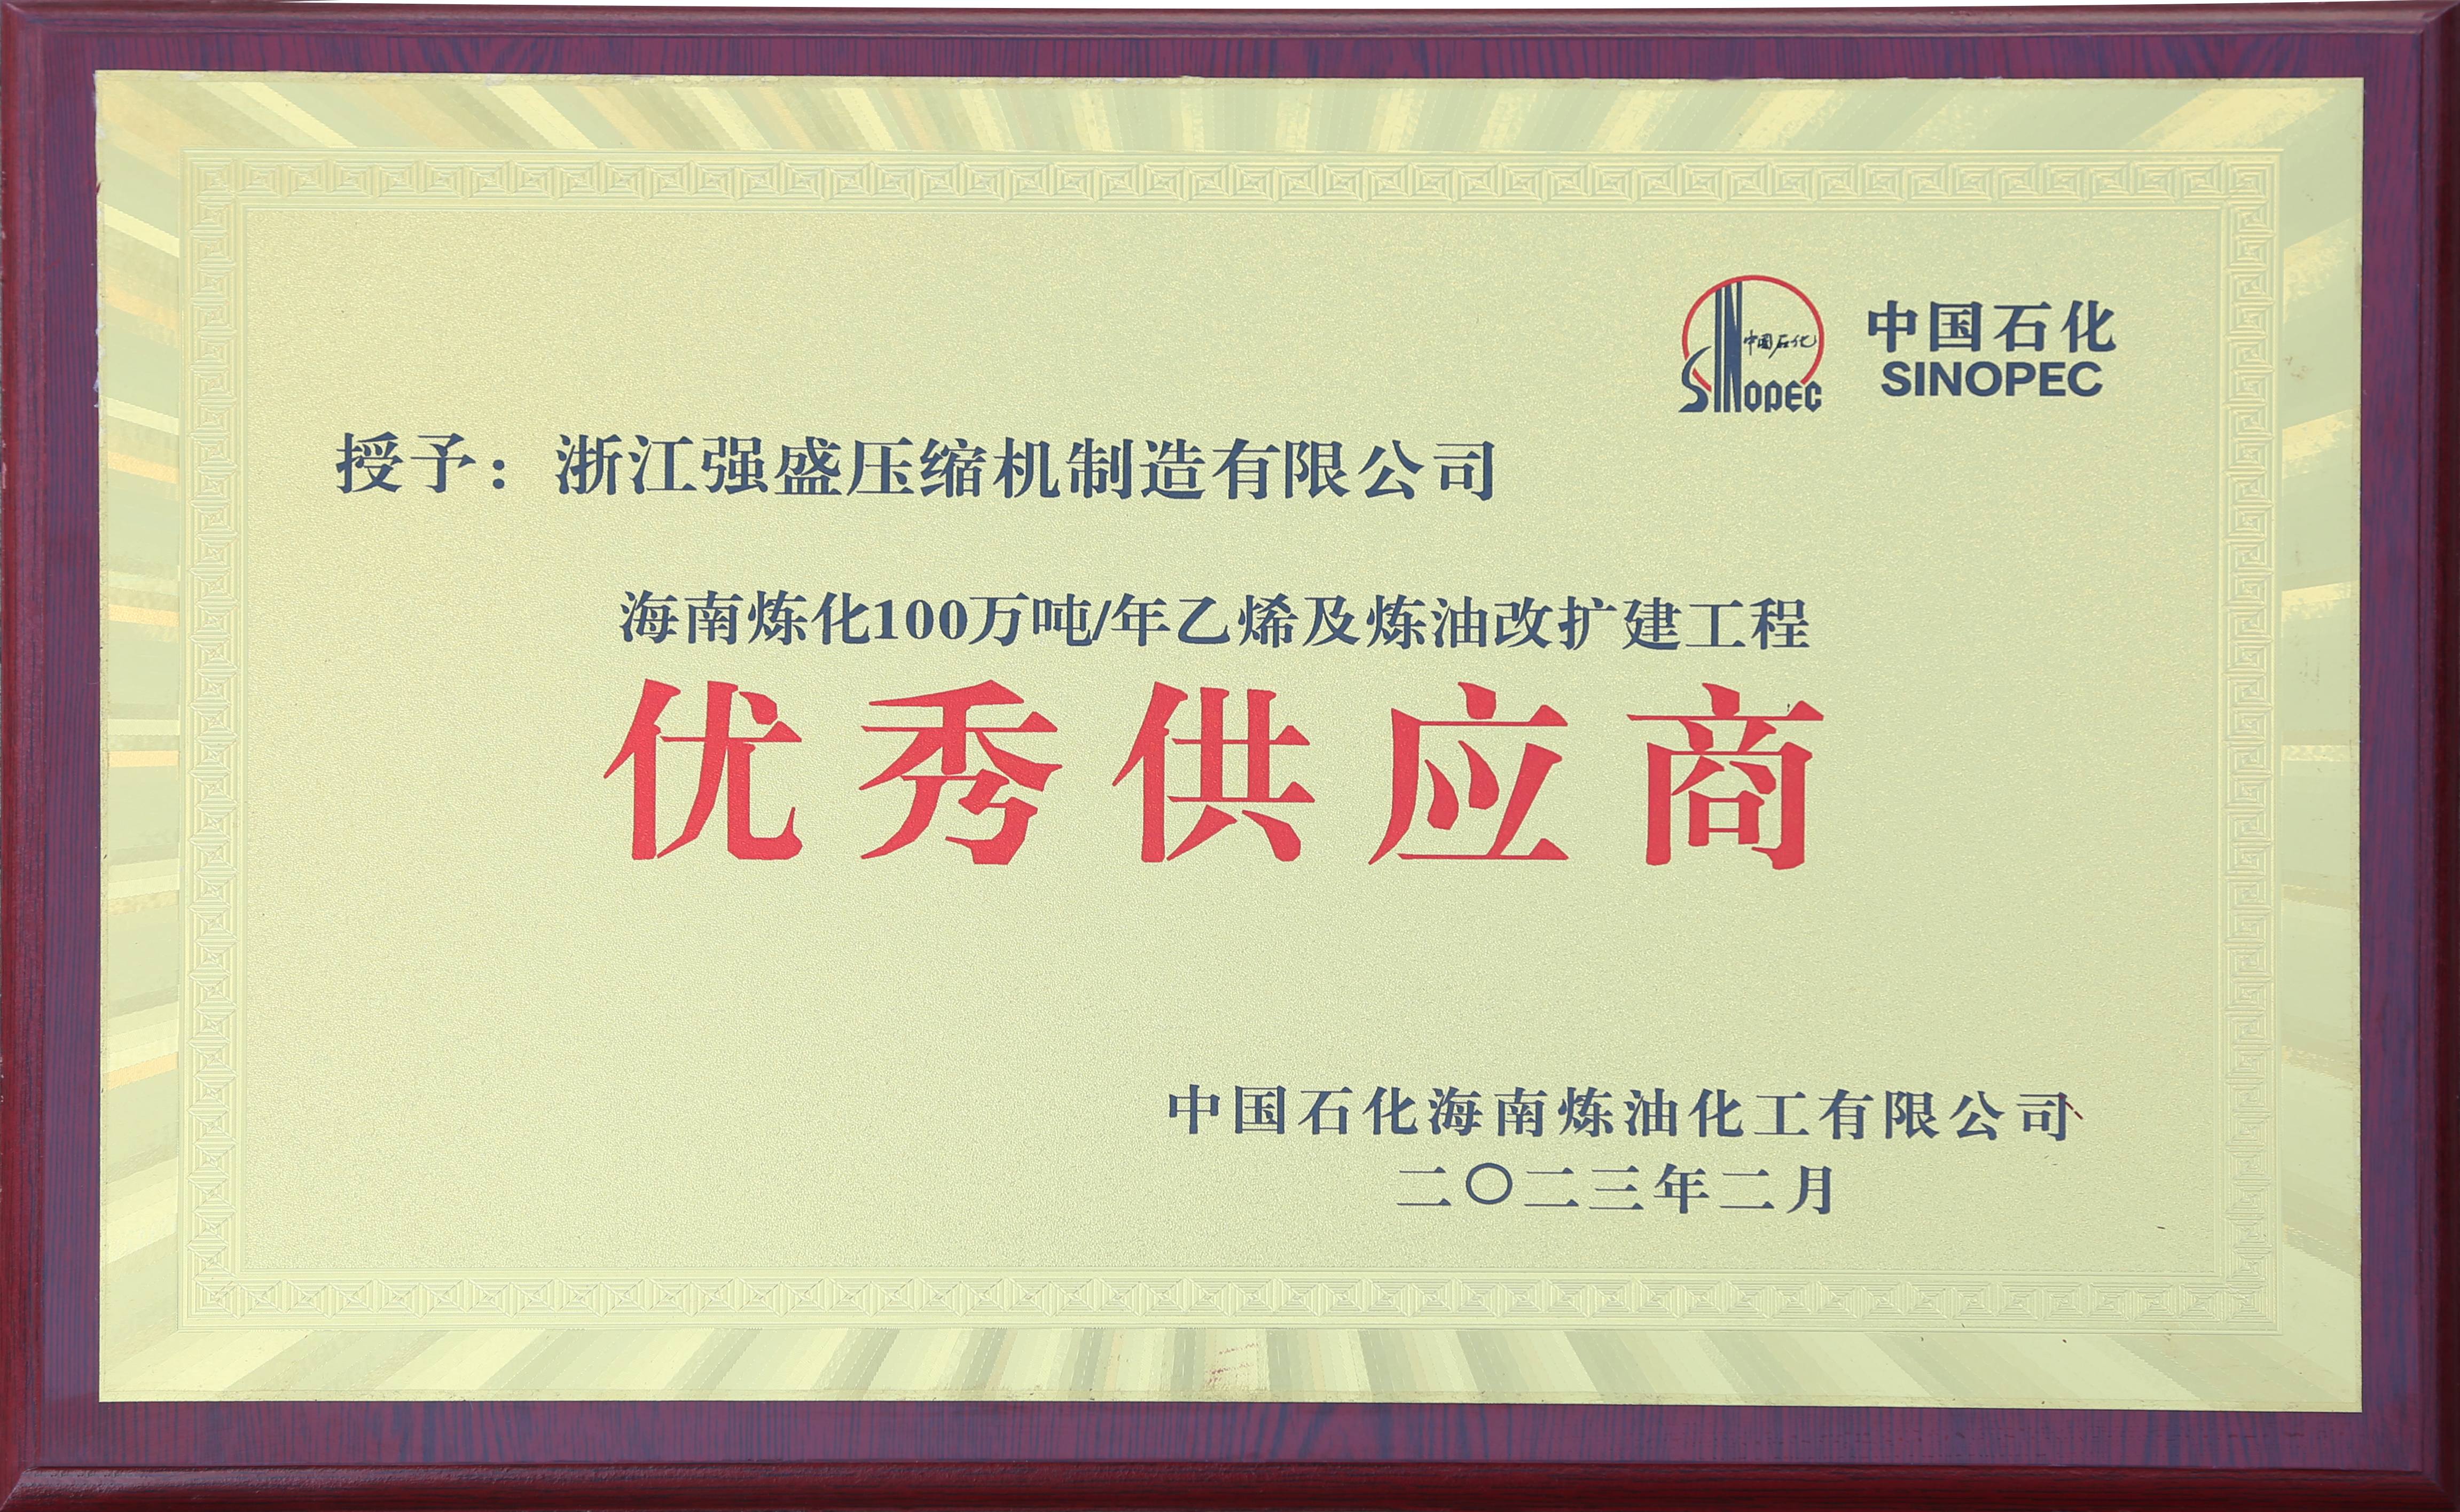 中国石化
SINOPEC
中国石化
SINOPEC
授予：浙江强盛压缩机制造有限公司
海南炼化100万吨/年乙烯及炼油改扩建工程
优秀供应商
中国石化海南炼油化工有限公司
二〇二三年二月